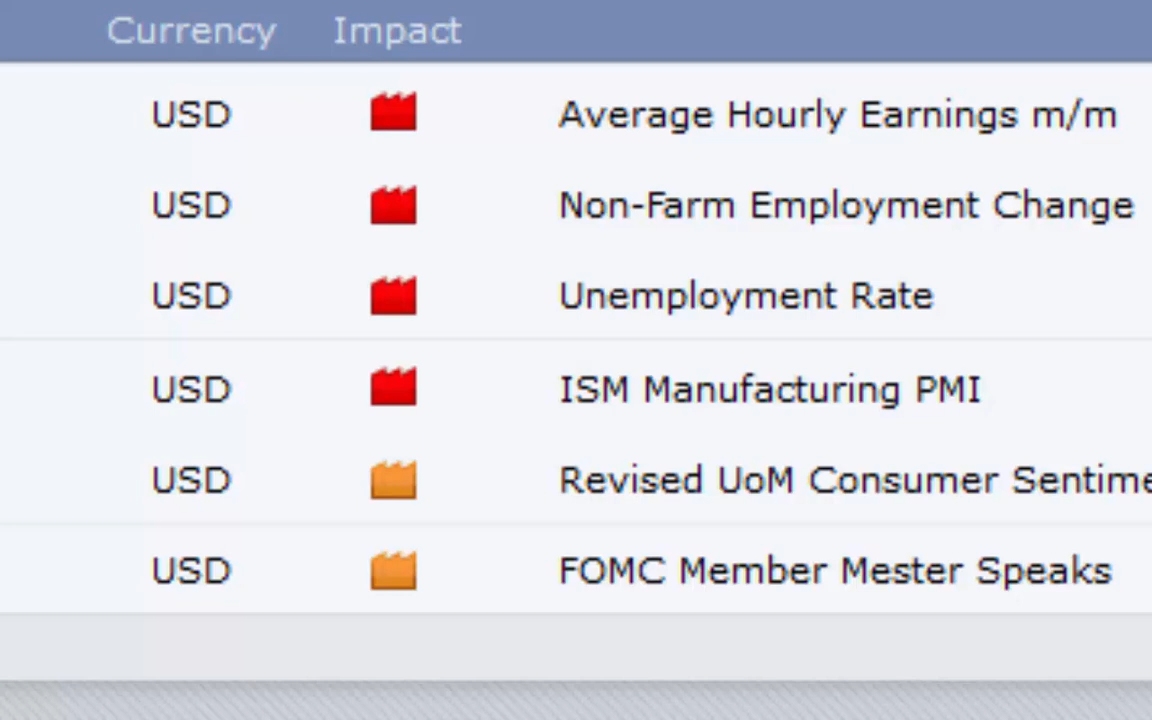 Currency Impact
USD Average Hourly Earnings m/m
USD Non-Farm Employment Change
USD Unemployment Rate
USD ISM Manufacturing PMI
USD Revised UoM Consumer Sentime
USD FOMC Member Mester Speaks